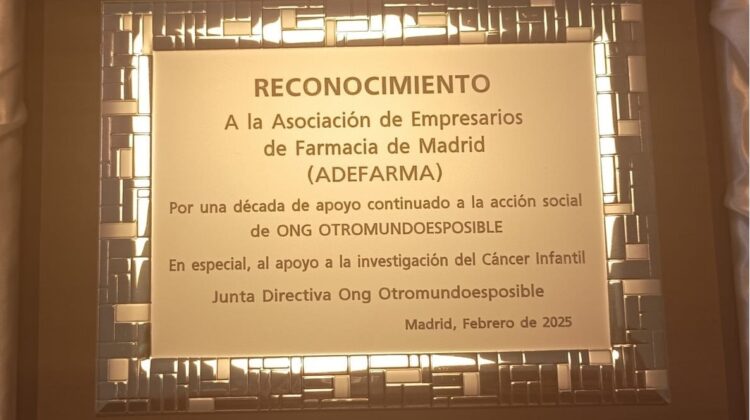 RECONOCIMIENTO
A la Asociación de Empresarios
de Farmacia de Madrid
(ADEFARMA)
Por una década de apoyo continuado a la acción social
de ONG OTROMUNDOESPOSIBLE
En especial, al apoyo a la investigación del Cáncer Infantil
Junta Directiva Ong Otromundoesposible
Madrid, Febrero de 2025